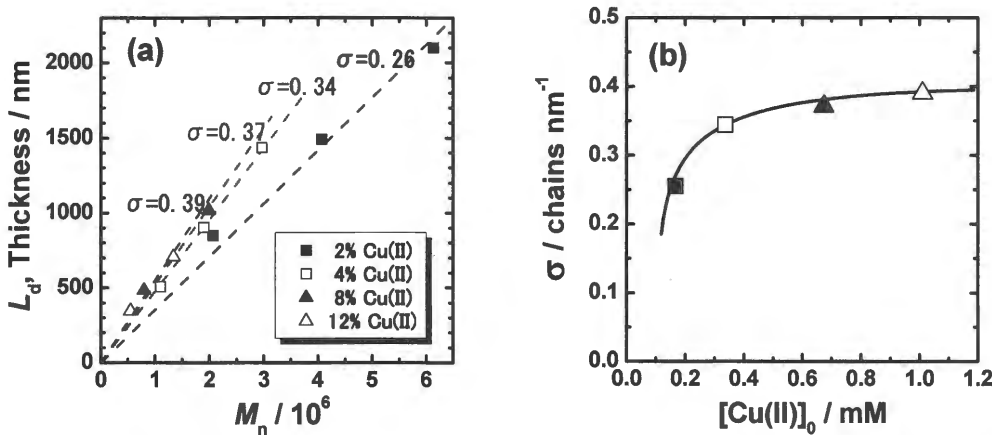 (a)
σ=0.26
σ=0.34
σ=0.37
σ=0.39
2000
1500
1000
500
0
L_d, Thickness / nm
2% Cu(II)
4% Cu(II)
8% Cu(II)
12% Cu(II)
0 1 2 3 4 5 6
M_n / 10^6
(b)
0.5
0.4
0.3
0.2
0.1
0.0
σ / chains nm^-1
0.0 0.2 0.4 0.6 0.8 1.0 1.2
[Cu(II)]_0 / mM